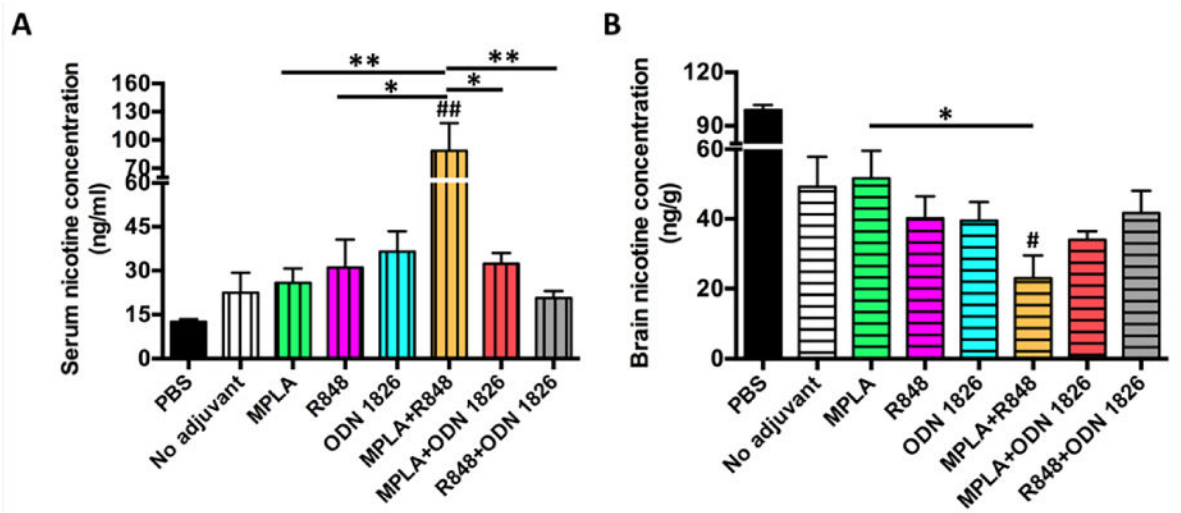 A
Serum nicotine concentration
(ng/ml)
160
130
100
70
60
45
30
15
0
**
**
*
*
##
PBS
No adjuvant
MPLA
R848
ODN 1826
MPLA+R848
MPLA+ODN 1826
R848+ODN 1826
B
Brain nicotine concentration
(ng/g)
120
90
60
40
20
0
*
#
PBS
No adjuvant
MPLA
R848
ODN 1826
MPLA+R848
MPLA+ODN 1826
R848+ODN 1826